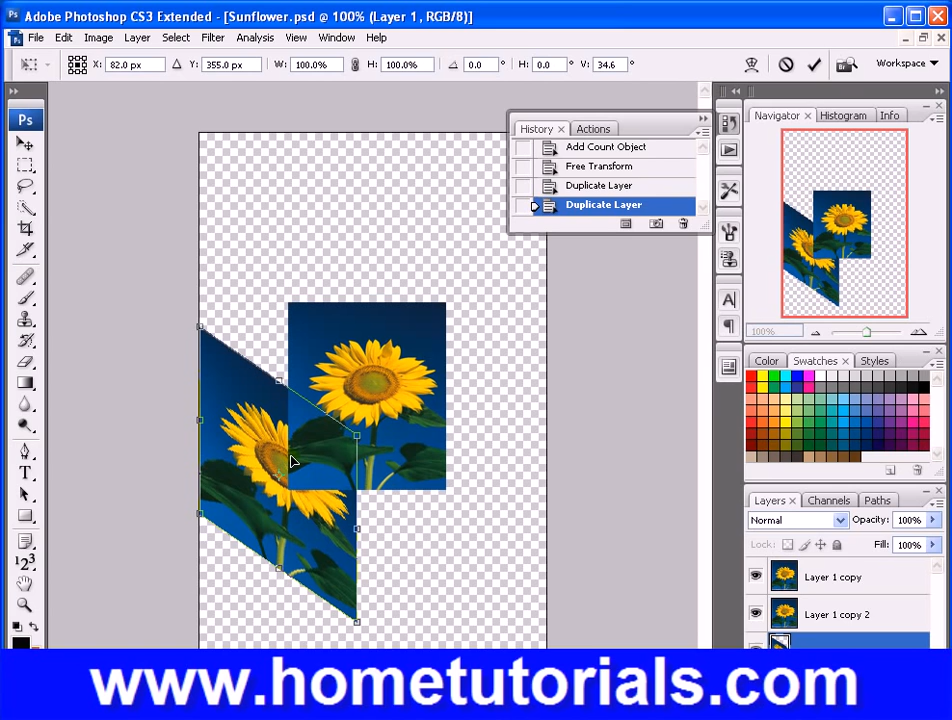 Adobe Photoshop CS3 Extended - [Sunflower.psd @ 100% (Layer 1, RGB/8)]
File Edit Image Layer Select Filter Analysis View Window Help
X: 82.0 px Y: 355.0 px W: 100.0% H: 100.0% 0.0 ° H: 0.0 ° V: 34.6 ° Workspace
Ps
History Actions
Add Count Object
Free Transform
Duplicate Layer
Duplicate Layer
Navigator Histogram Info
100%
Color Swatches Styles
Layers Channels Paths
Normal Opacity: 100%
Lock: Fill: 100%
Layer 1 copy
Layer 1 copy 2
T
123
A
www.hometutorials.com